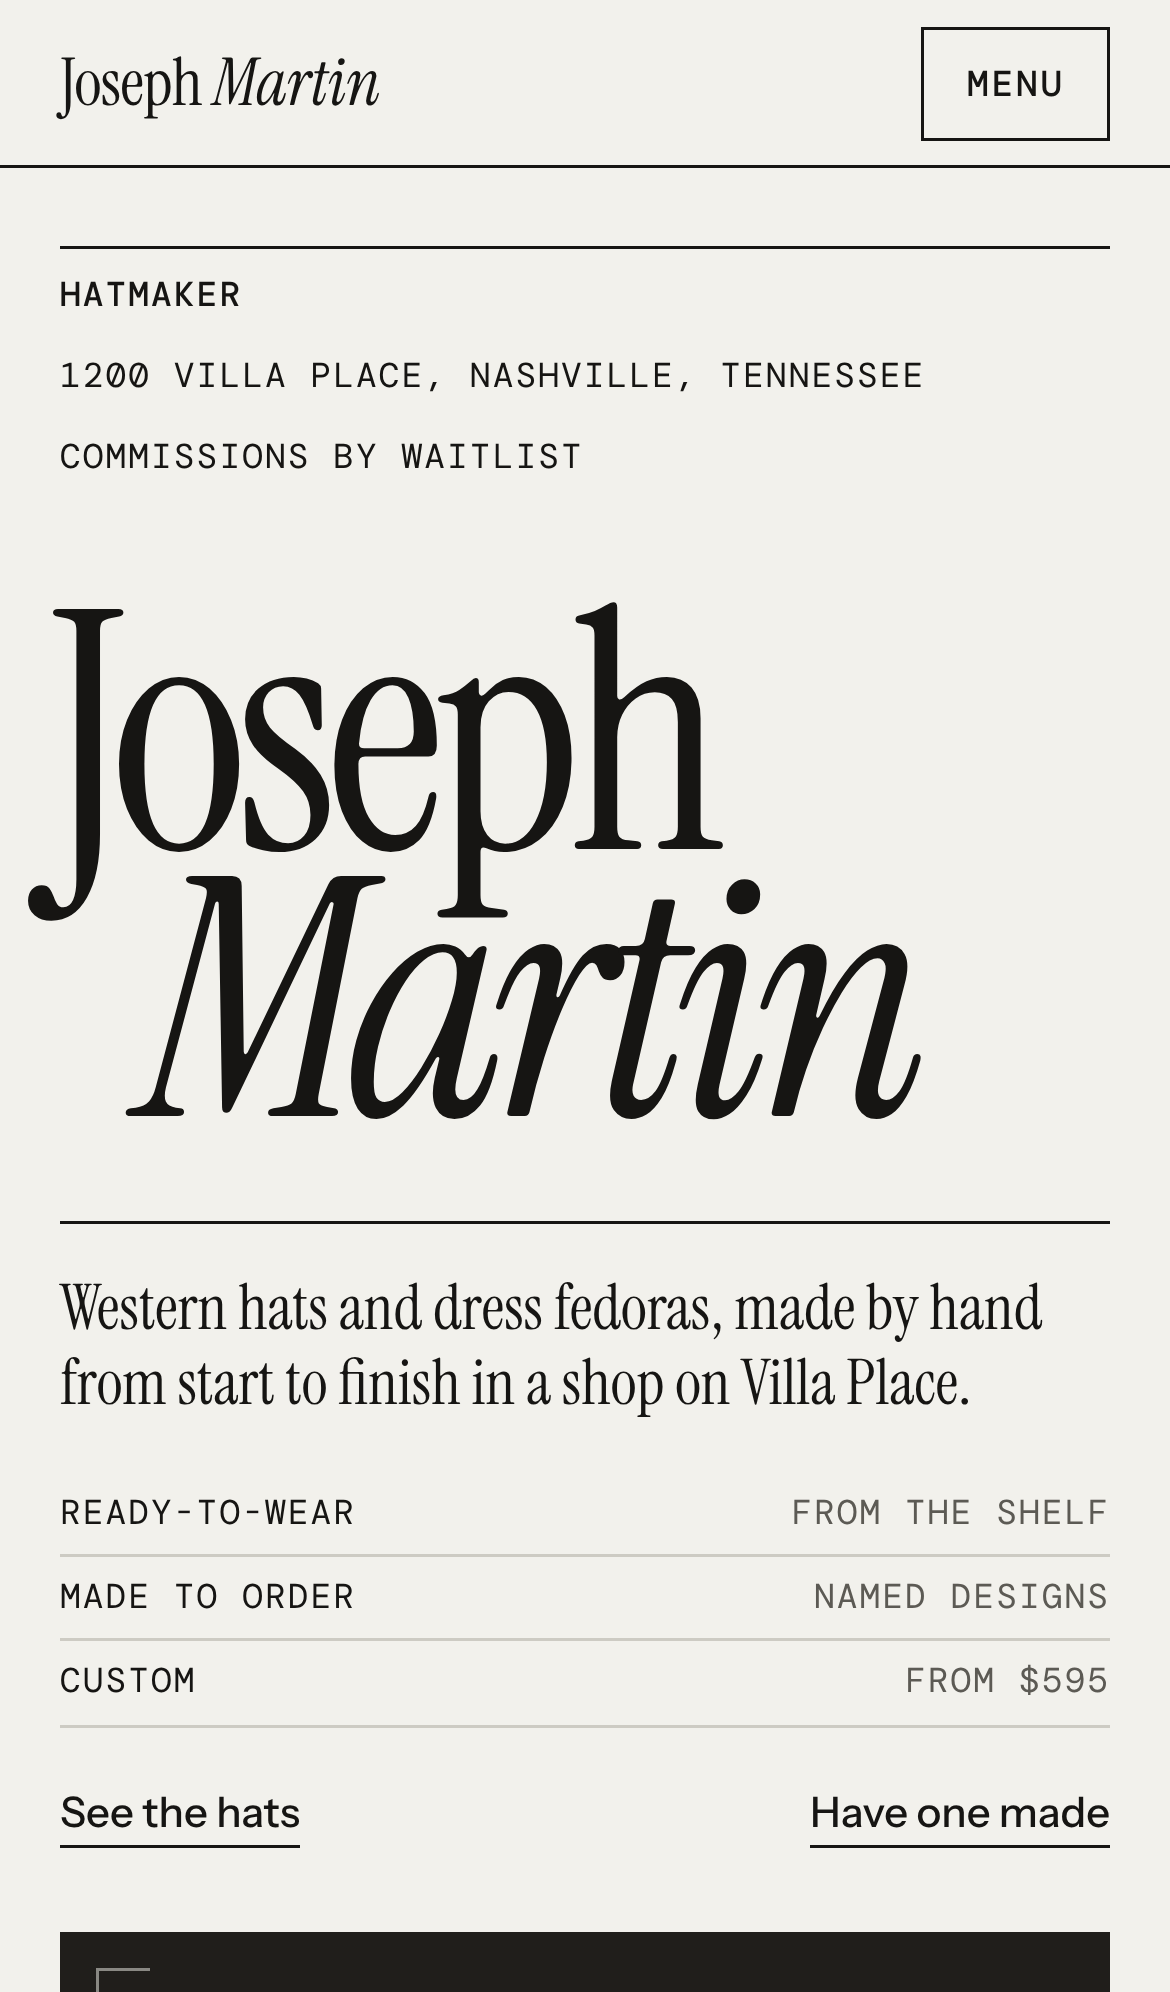 Joseph Martin
MENU
HATMAKER
1200 VILLA PLACE, NASHVILLE, TENNESSEE
COMMISSIONS BY WAITLIST
Joseph
Martin
Western hats and dress fedoras, made by hand
from start to finish in a shop on Villa Place.
READY-TO-WEAR FROM THE SHELF
MADE TO ORDER NAMED DESIGNS
CUSTOM FROM $595
See the hats Have one made